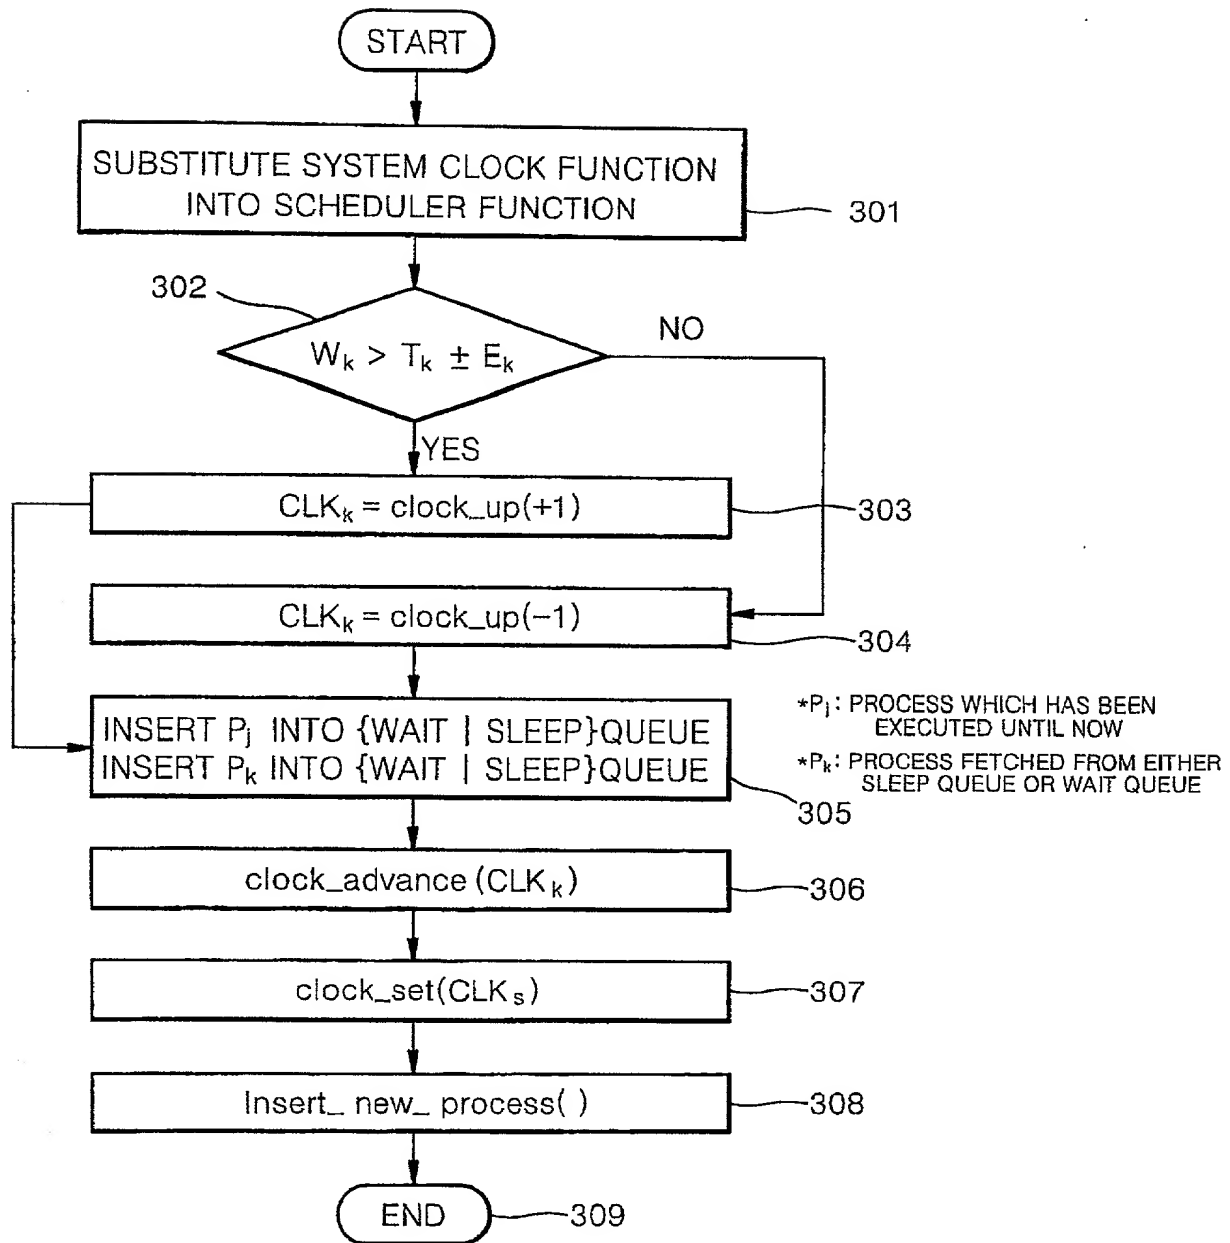 START
SUBSTITUTE SYSTEM CLOCK FUNCTION
INTO SCHEDULER FUNCTION
301
302
Wₖ > Tₖ ± Eₖ
NO
YES
CLKₖ = clock_up(+1)
303
CLKₖ = clock_up(−1)
304
INSERT Pⱼ INTO {WAIT | SLEEP}QUEUE
INSERT Pₖ INTO {WAIT | SLEEP}QUEUE
305
*Pⱼ: PROCESS WHICH HAS BEEN
EXECUTED UNTIL NOW
*Pₖ: PROCESS FETCHED FROM EITHER
SLEEP QUEUE OR WAIT QUEUE
clock_advance (CLKₖ)
306
clock_set(CLKₛ)
307
Insert_ new_ process( )
308
END
309